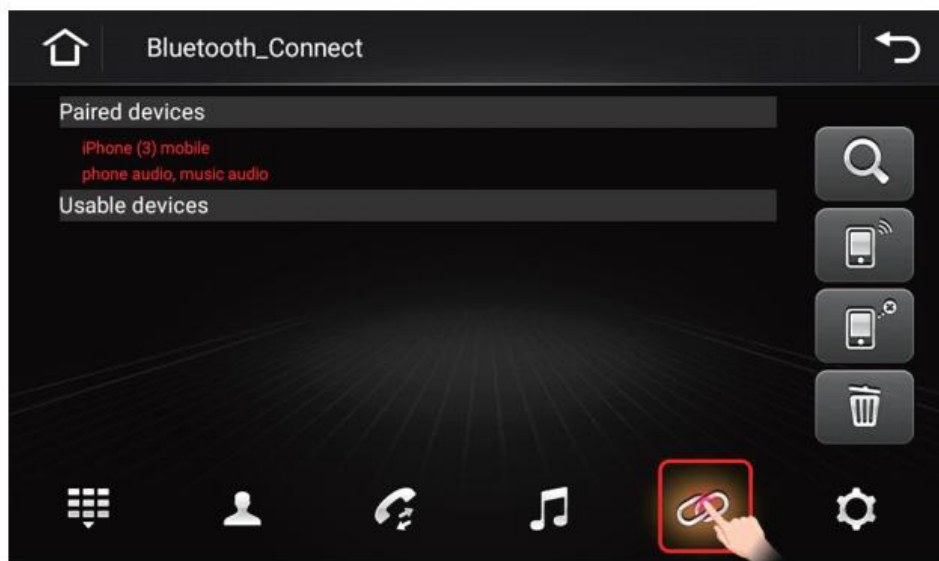 Bluetooth_Connect
Paired devices
iPhone (3) mobile
phone audio, music audio
Usable devices